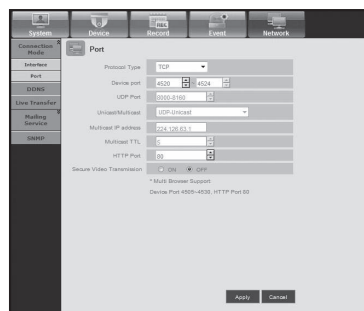 System Device Record Event Network
REC
Connection Mode
Interface
Port
DDNS
Live Transfer
Mailing Service
SNMP
Port
Protocol Type TCP
Device port 4520 ~ 4524
UDP Port 8000-8160
Unicast/Multicast UDP-Unicast
Multicast IP address 224.126.63.1
Multicast TTL 5
HTTP Port 80
Secure Video Transmission ON OFF
* Multi Browser Support
Device Port 4505~4530, HTTP Port 80
Apply Cancel